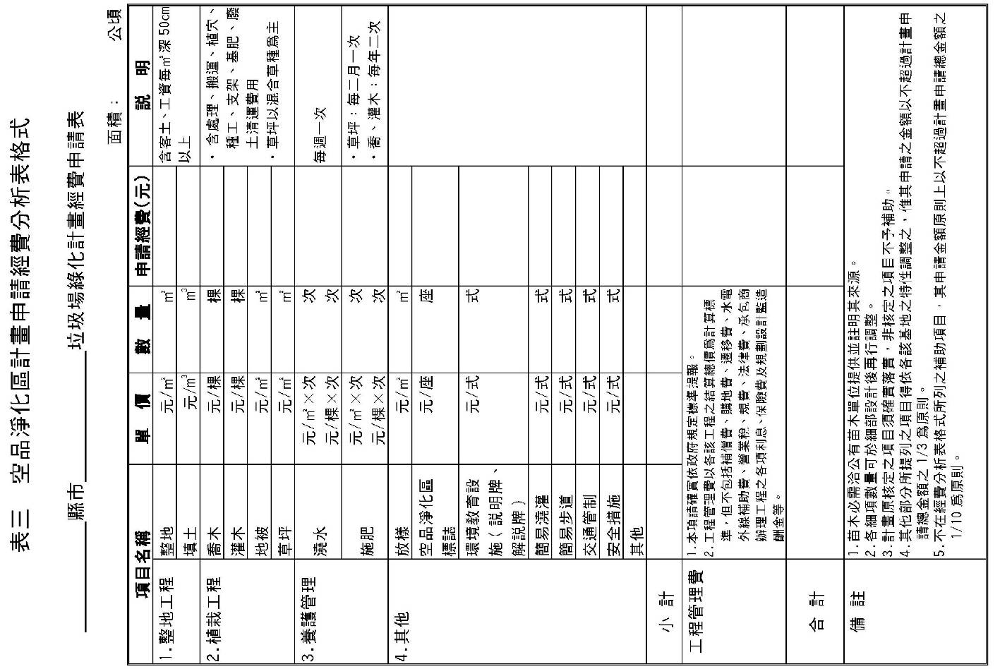 表三　空品淨化區計畫申請經費分析表格式
縣市　垃圾場綠化計畫經費申請表
面積：　公頃
項目名稱　單價　數量　申請經費(元)　說明
1.整地工程　整地　元/㎡　㎡　含客土、工資每㎡深50cm
以上
填土　元/m³　m³
2.植栽工程　喬木　元/棵　棵　・含處理、搬運、植穴、
種工、支架、基肥、廢
土清運費用
灌木　元/棵　棵
地被　元/㎡　㎡　・草坪以混合草種為主
草坪　元/㎡　㎡
3.養護管理　澆水　元/㎡×次　次　每週一次
元/棵×次　次
施肥　元/㎡×次　次　・草坪：每二月一次
元/棵×次　次　・喬、灌木：每年二次
4.其他　放樣　元/㎡　㎡
空品淨化區　元/座　座
標誌
環境教育設　元/式　式
施（說明牌、
解說牌）
簡易澆灌　元/式　式
簡易步道　元/式　式
交通管制　元/式　式
安全措施　元/式　式
其他
小計
工程管理費　1.本項請確實依政府規定標準提報。
2.工程管理費以各該工程之結算總價為計算標
準，但不包括補償費、購地費、遷移費、水電
外線補助費、營業稅、規費、法律費、承包商
辦理工程之各項利息、保險費及規劃設計監造
酬金等。
合計
備註　1.苗木必需洽公有苗木單位提供並註明其來源。
2.各細項數量可於細部設計後再行調整。
3.計畫原核定之項目須確實落實，非核定之項目不予補助。
4.其他部分所提列之項目得依各該基地之特性調整之，惟其申請之金額以不超過計畫申
請總金額之1/3為原則。
5.不在經費分析表格式所列之補助項目，其申請金額原則上以不超過計畫申請總金額之
1/10為原則。